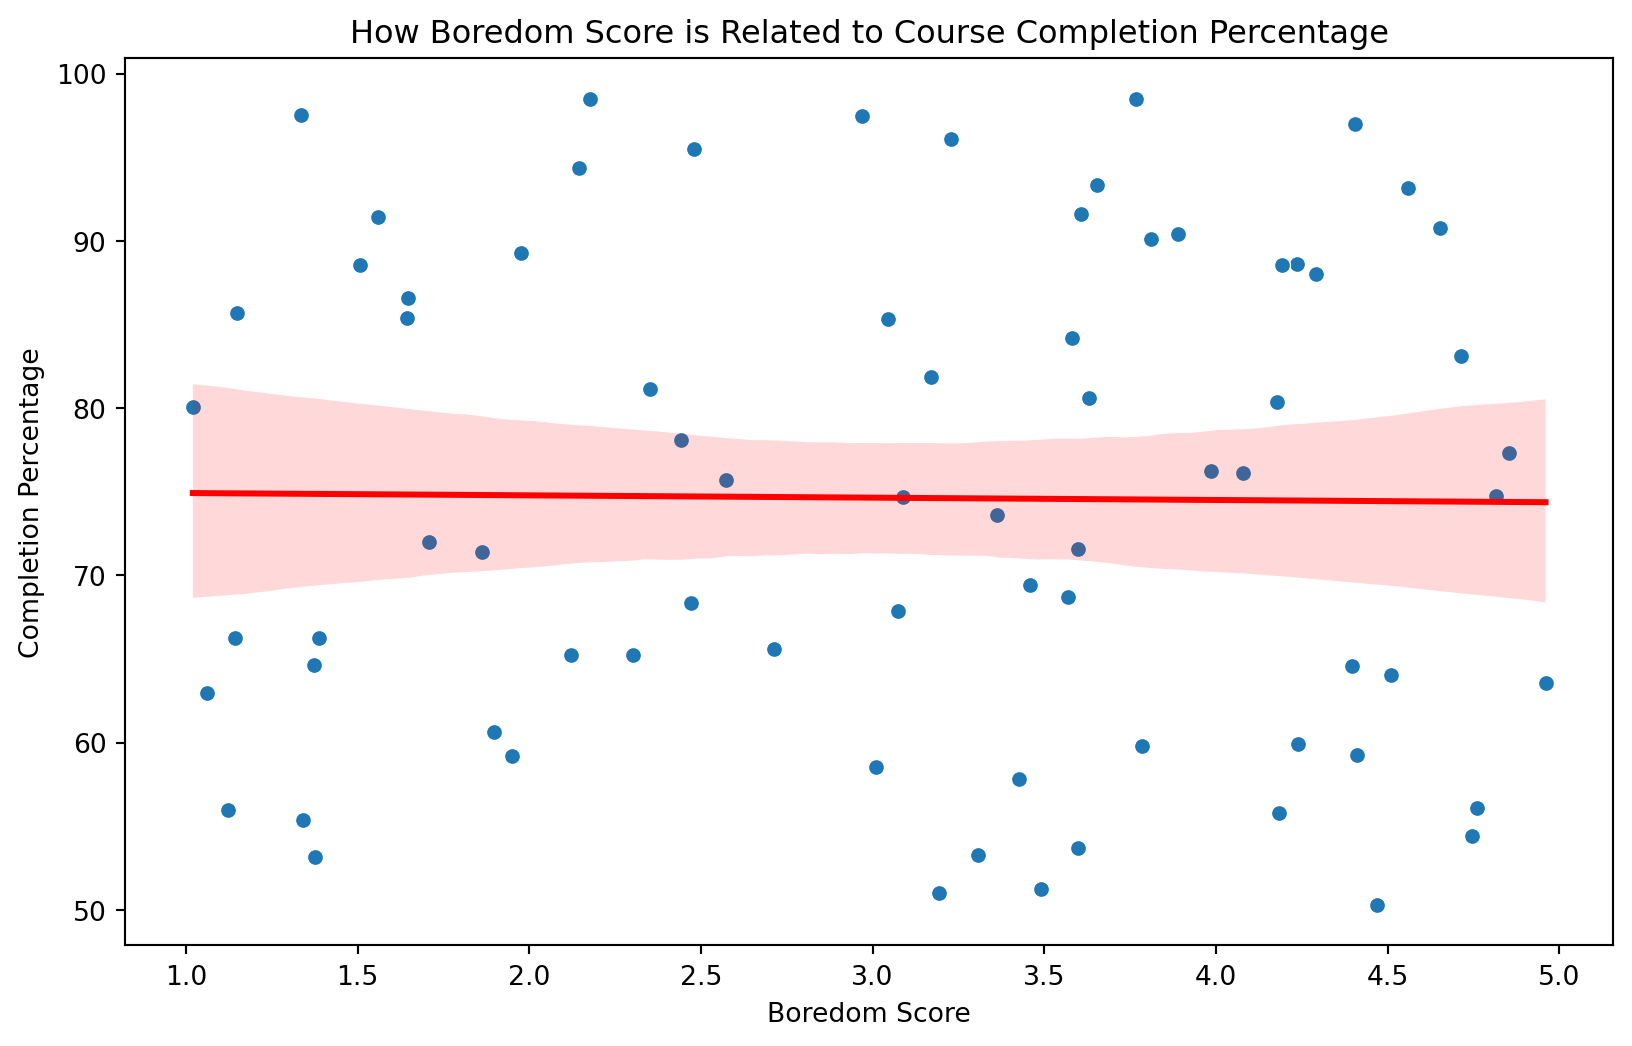 How Boredom Score is Related to Course Completion Percentage
100
90
80
70
60
50
Completion Percentage
1.0 1.5 2.0 2.5 3.0 3.5 4.0 4.5 5.0
Boredom Score